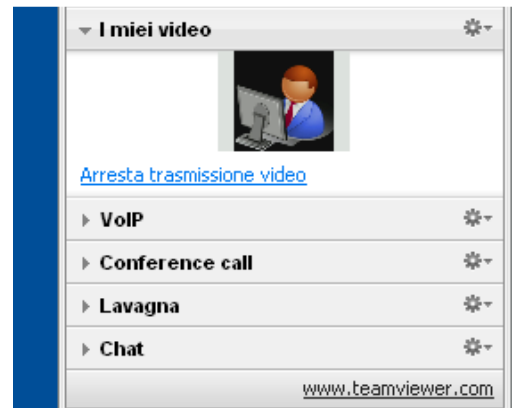 I miei video
Arresta trasmissione video
VoIP
Conference call
Lavagna
Chat
www.teamviewer.com